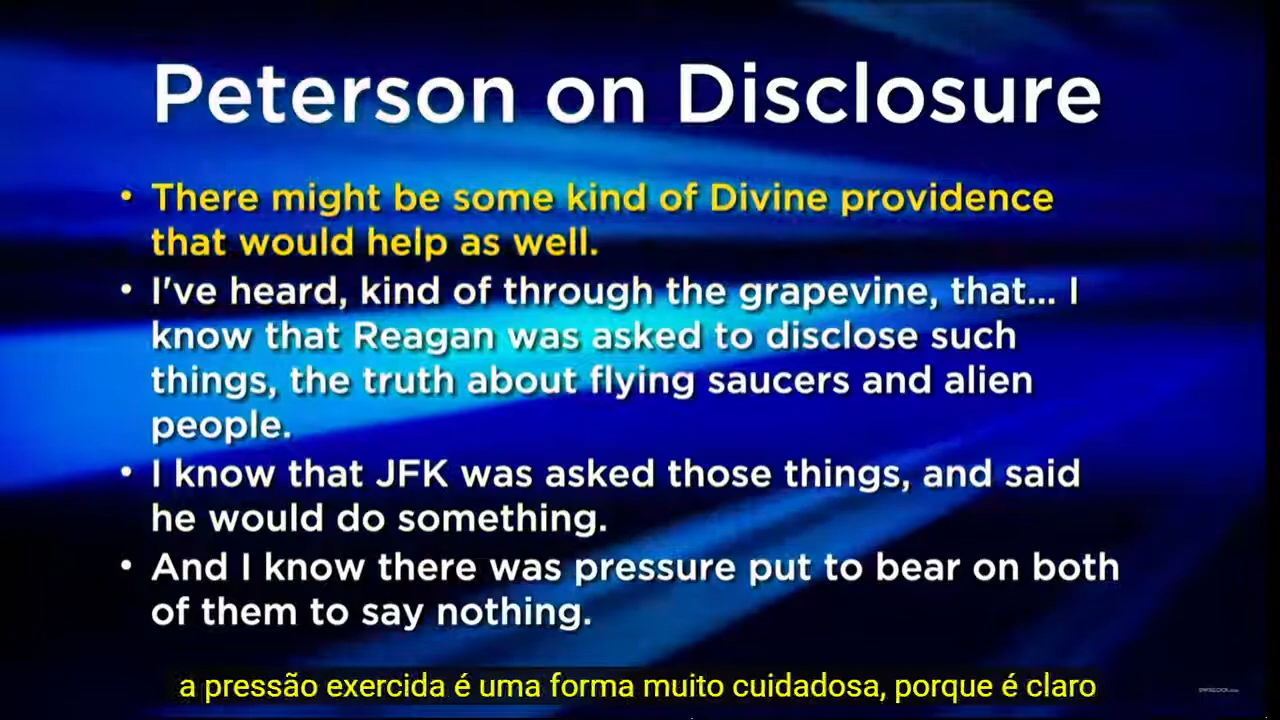 Peterson on Disclosure
• There might be some kind of Divine providence
that would help as well.
• I've heard, kind of through the grapevine, that... I
know that Reagan was asked to disclose such
things, the truth about flying saucers and alien
people.
• I know that JFK was asked those things, and said
he would do something.
• And I know there was pressure put to bear on both
of them to say nothing.
a pressão exercida é uma forma muito cuidadosa, porque é claro